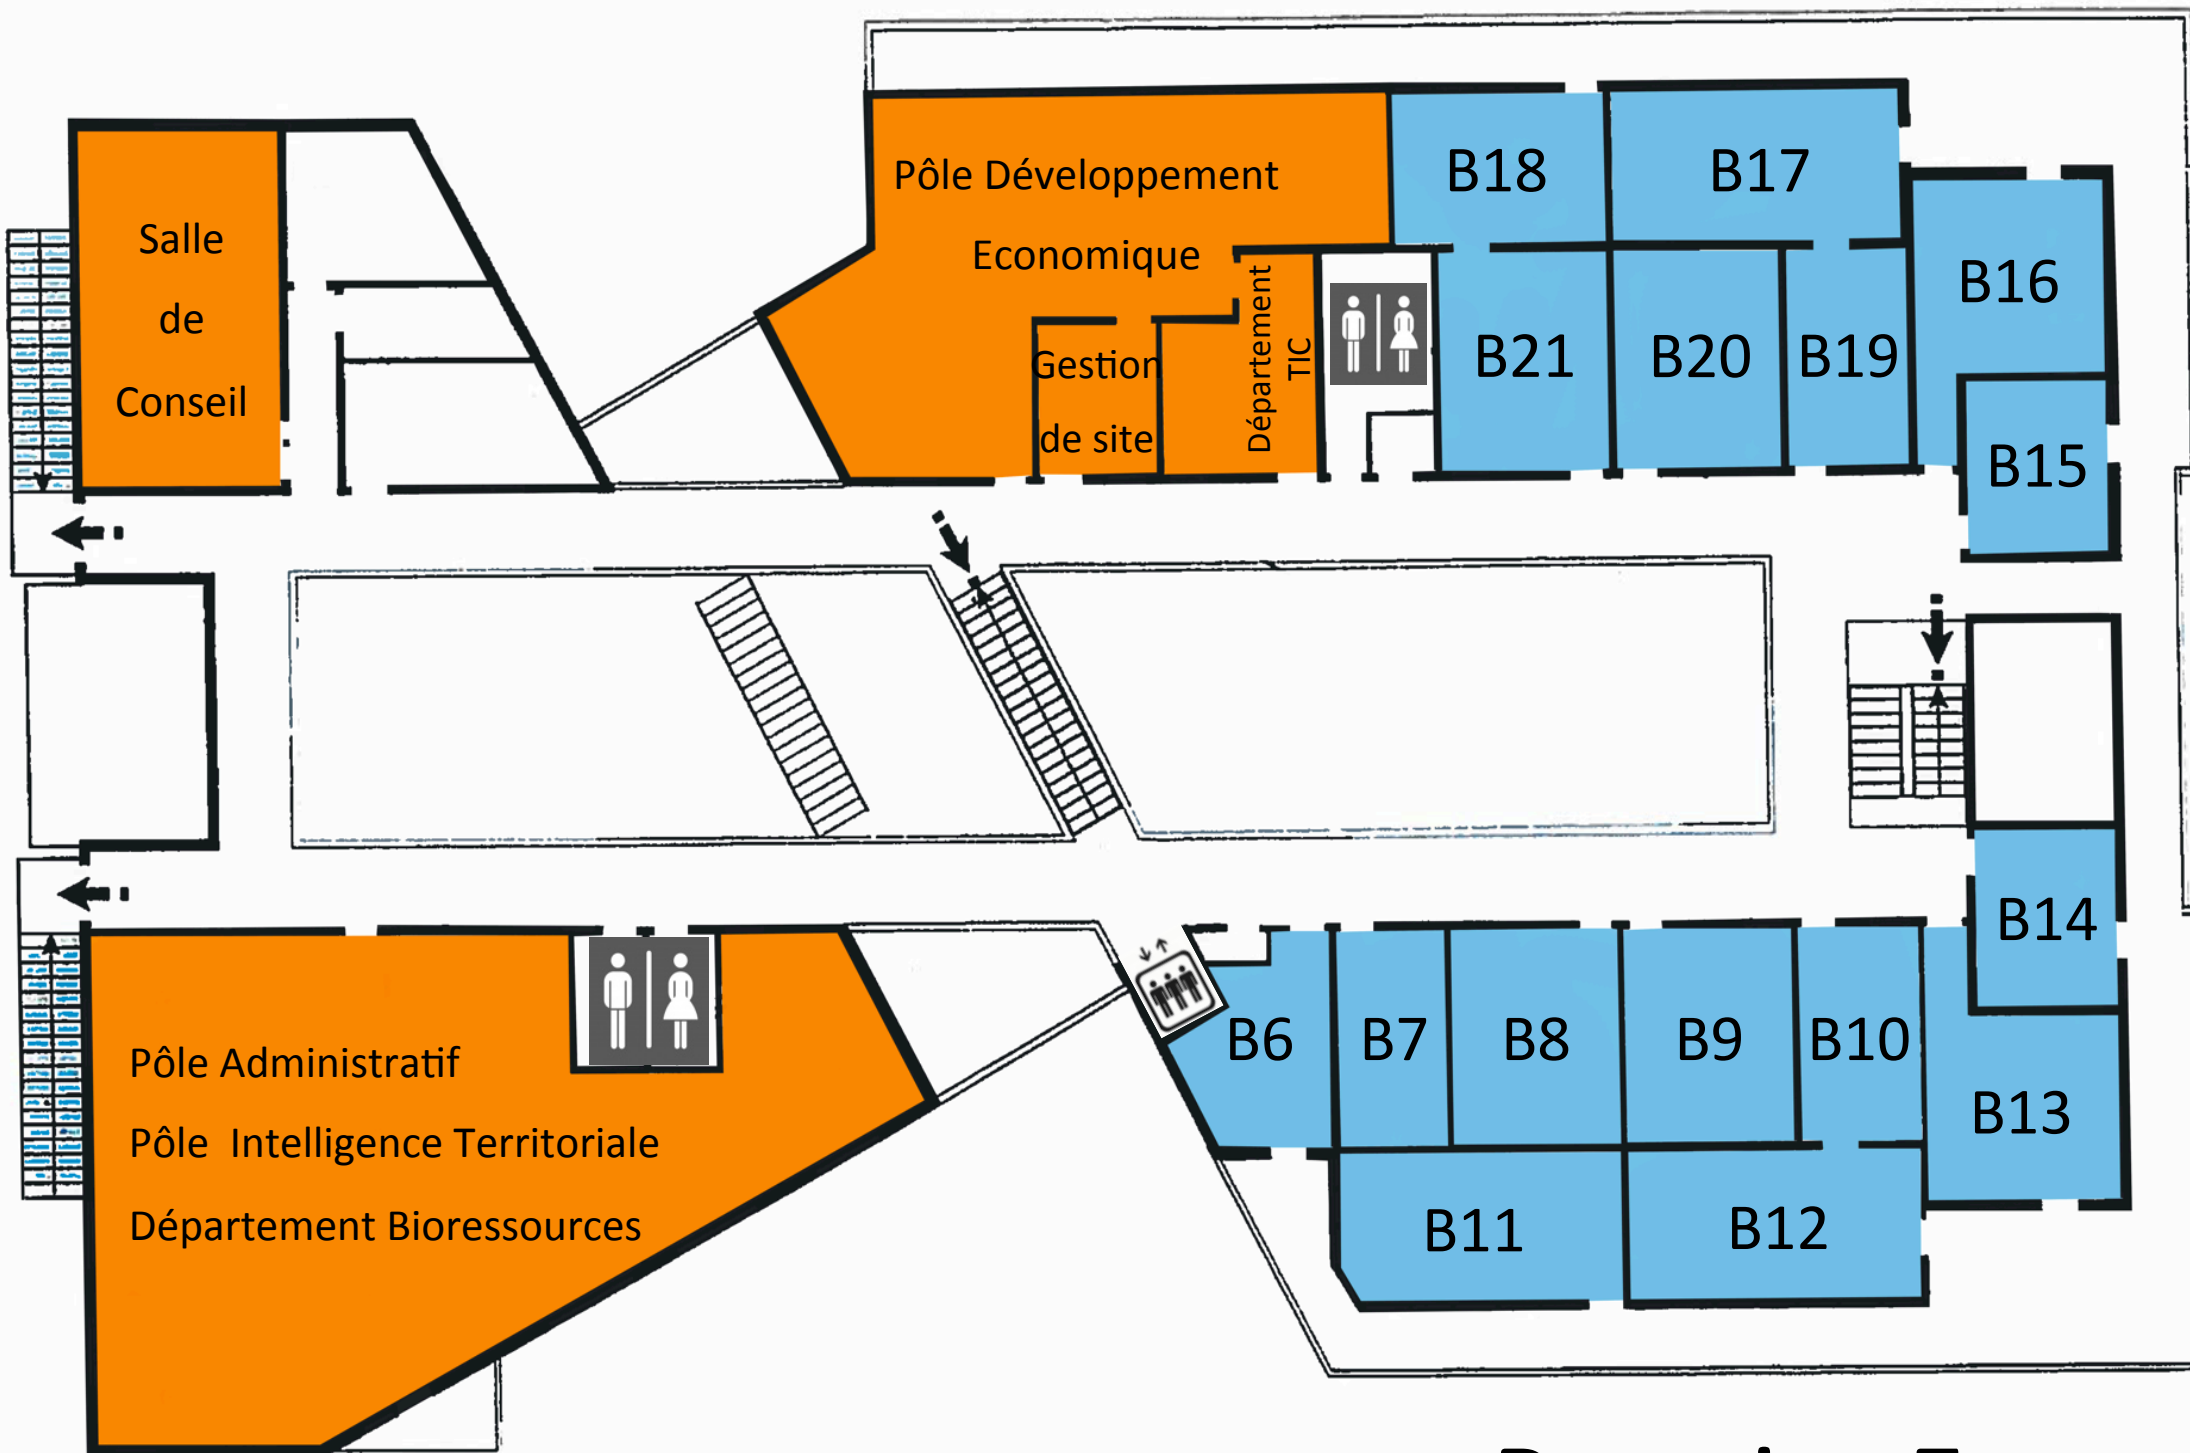 Salle
de
Conseil
Pôle Développement
Economique
Gestion
de site
Département
TIC
B18
B17
B16
B21
B20
B19
B15
B14
B6
B7
B8
B9
B10
B13
B11
B12
Pôle Administratif
Pôle Intelligence Territoriale
Département Bioressources